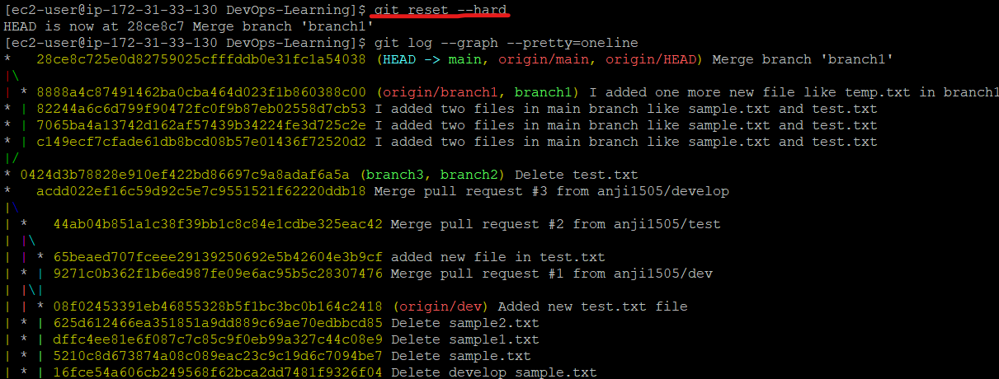 [ec2-user@ip-172-31-33-130 DevOps-Learning]$ git reset --hard
HEAD is now at 28ce8c7 Merge branch 'branch1'
[ec2-user@ip-172-31-33-130 DevOps-Learning]$ git log --graph --pretty=oneline
*   28ce8c725e0d82759025cfffddb0e31fc1a54038 (HEAD -> main, origin/main, origin/HEAD) Merge branch 'branch1'
|\
| * 8888a4c87491462ba0cba464d023f1b860388c00 (origin/branch1, branch1) I added one more new file like temp.txt in branch1
* | 82244a6c6d799f90472fc0f9b87eb02558d7cb53 I added two files in main branch like sample.txt and test.txt
* | 7065ba4a13742d162af57439b34224fe3d725c2e I added two files in main branch like sample.txt and test.txt
* | c149ecf7cfade61db8bcd08b57e01436f72520d2 I added two files in main branch like sample.txt and test.txt
|/
* 0424d3b78828e910ef422bd86697c9a8adaf6a5a (branch3, branch2) Delete test.txt
*   acdd022ef16c59d92c5e7c9551521f62220ddb18 Merge pull request #3 from anji1505/develop
|\
| *   44ab04b851a1c38f39bb1c8c84e1cdbe325eac42 Merge pull request #2 from anji1505/test
| |\
| | * 65beaed707fceee29139250692e5b42604e3b9cf added new file in test.txt
| * | 9271c0b362f1b6ed987fe09e6ac95b5c28307476 Merge pull request #1 from anji1505/dev
| |\|
| | * 08f02453391eb46855328b5f1bc3bc0b164c2418 (origin/dev) Added new test.txt file
| * | 625d612466ea351851a9dd889c69ae70edbbcd85 Delete sample2.txt
| * | dffc4ee81e6f087c7c85c9f0eb99a327c44c08e9 Delete sample1.txt
| * | 5210c8d673874a08c089eac23c9c19d6c7094be7 Delete sample.txt
| * | 16fce54a606cb249568f62bca2dd7481f9326f04 Delete develop sample.txt